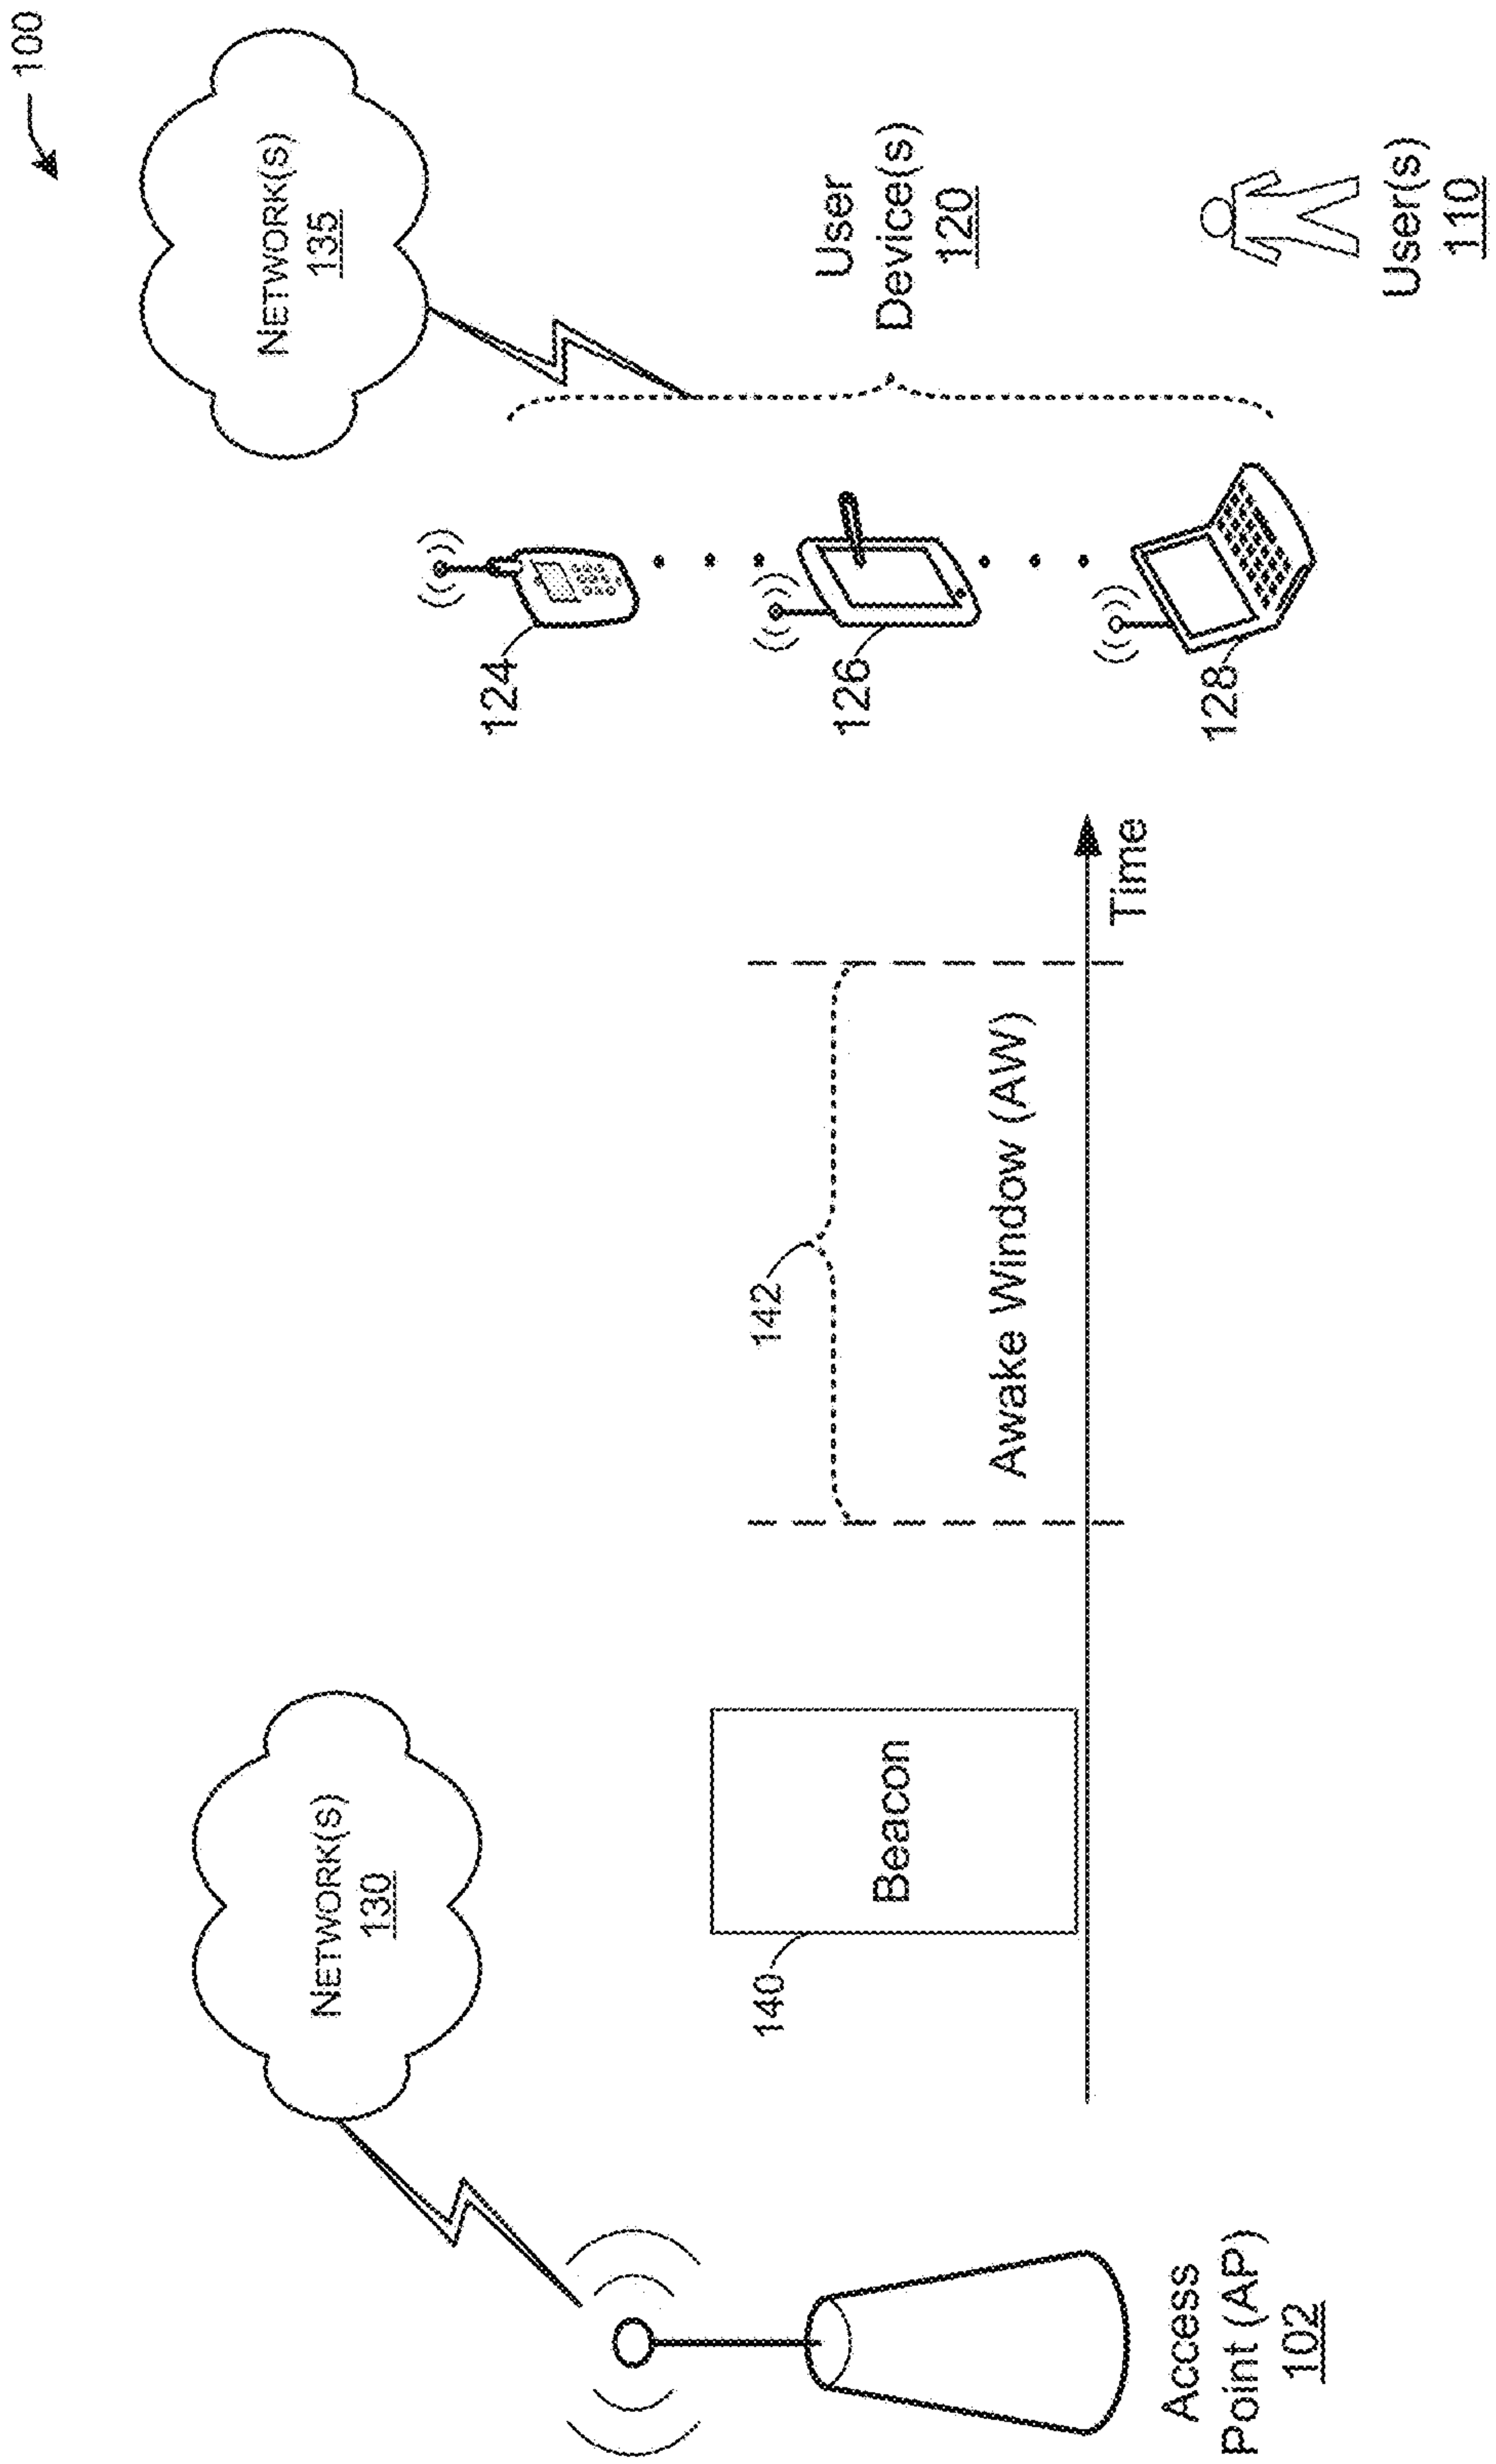 100
NETWORK(S)
130
NETWORK(S)
135
124
140
Beacon
142
126
User
Device(s)
120
Awake Window (AW)
Time
128
Access
Point (AP)
102
User(s)
110